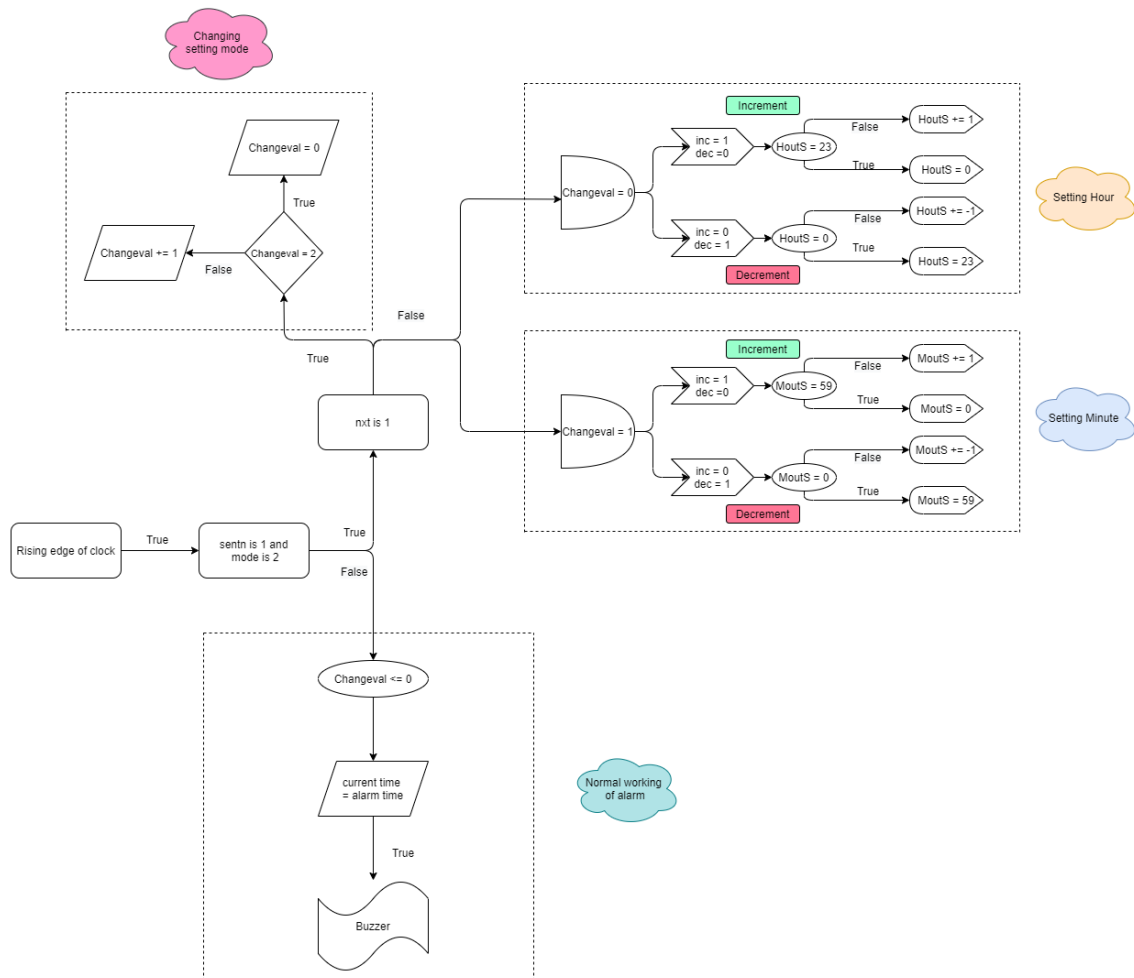 Changing
setting mode
Changeval = 0
True
Changeval += 1
False
Changeval = 2
True
False
nxt is 1
Rising edge of clock
True
sentn is 1 and
mode is 2
True
False
Changeval = 0
Increment
inc = 1
dec =0
HoutS = 23
False
HoutS += 1
True
HoutS = 0
inc = 0
dec = 1
HoutS = 0
False
HoutS += -1
True
HoutS = 23
Decrement
Setting Hour
Changeval = 1
Increment
inc = 1
dec =0
MoutS = 59
False
MoutS += 1
True
MoutS = 0
inc = 0
dec = 1
MoutS = 0
False
MoutS += -1
True
MoutS = 59
Decrement
Setting Minute
Changeval <= 0
current time
= alarm time
True
Buzzer
Normal working
of alarm